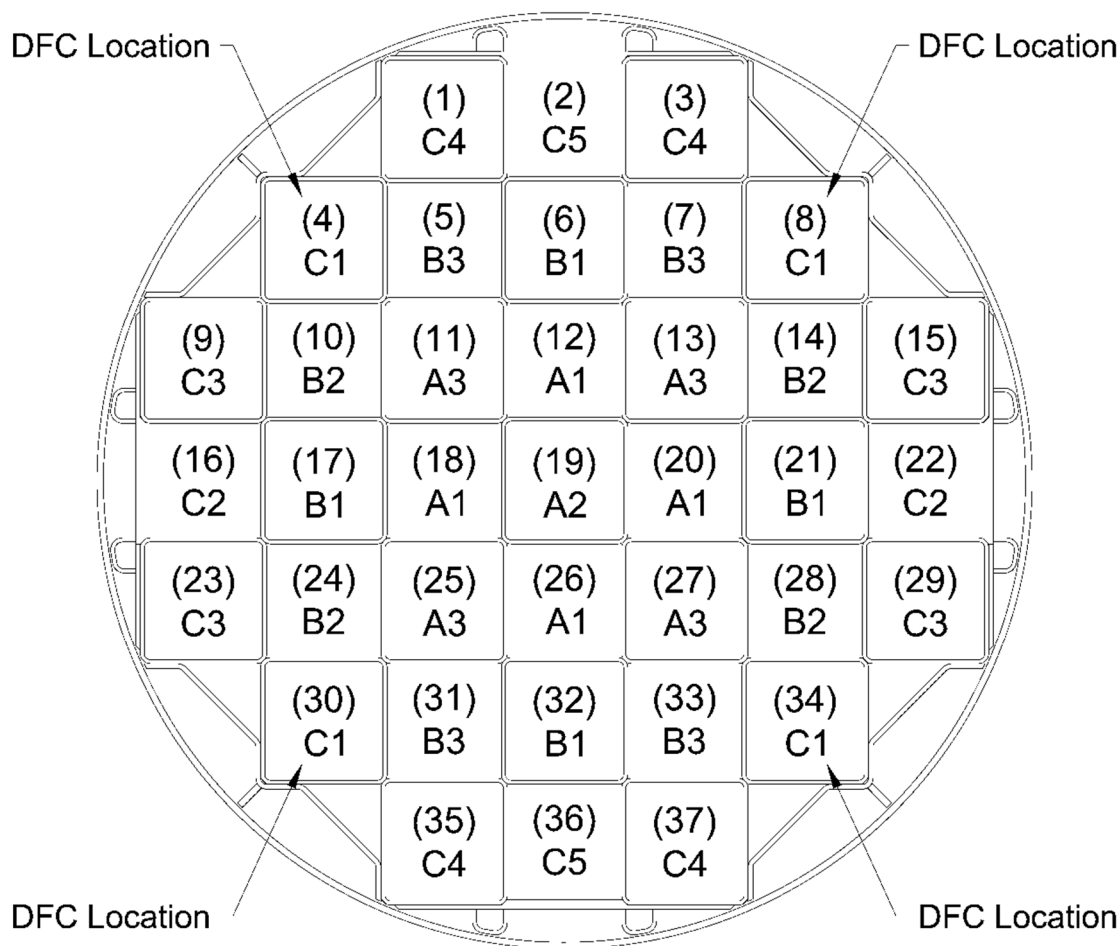 DFC Location
DFC Location
(1) (2) (3)
C4 C5 C4
(4) (5) (6) (7) (8)
C1 B3 B1 B3 C1
(9) (10) (11) (12) (13) (14) (15)
C3 B2 A3 A1 A3 B2 C3
(16) (17) (18) (19) (20) (21) (22)
C2 B1 A1 A2 A1 B1 C2
(23) (24) (25) (26) (27) (28) (29)
C3 B2 A3 A1 A3 B2 C3
(30) (31) (32) (33) (34)
C1 B3 B1 B3 C1
(35) (36) (37)
C4 C5 C4
DFC Location
DFC Location